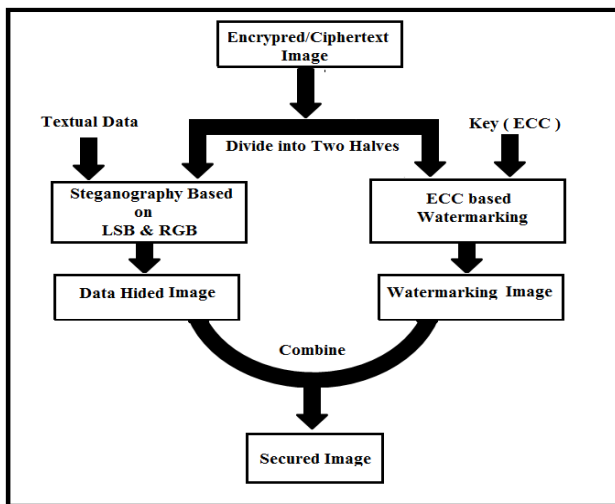 Encrypred/Ciphertext
Image
Textual Data
Key ( ECC )
Divide into Two Halves
Steganography Based
on
LSB & RGB
ECC based
Watermarking
Data Hided Image
Watermarking Image
Combine
Secured Image